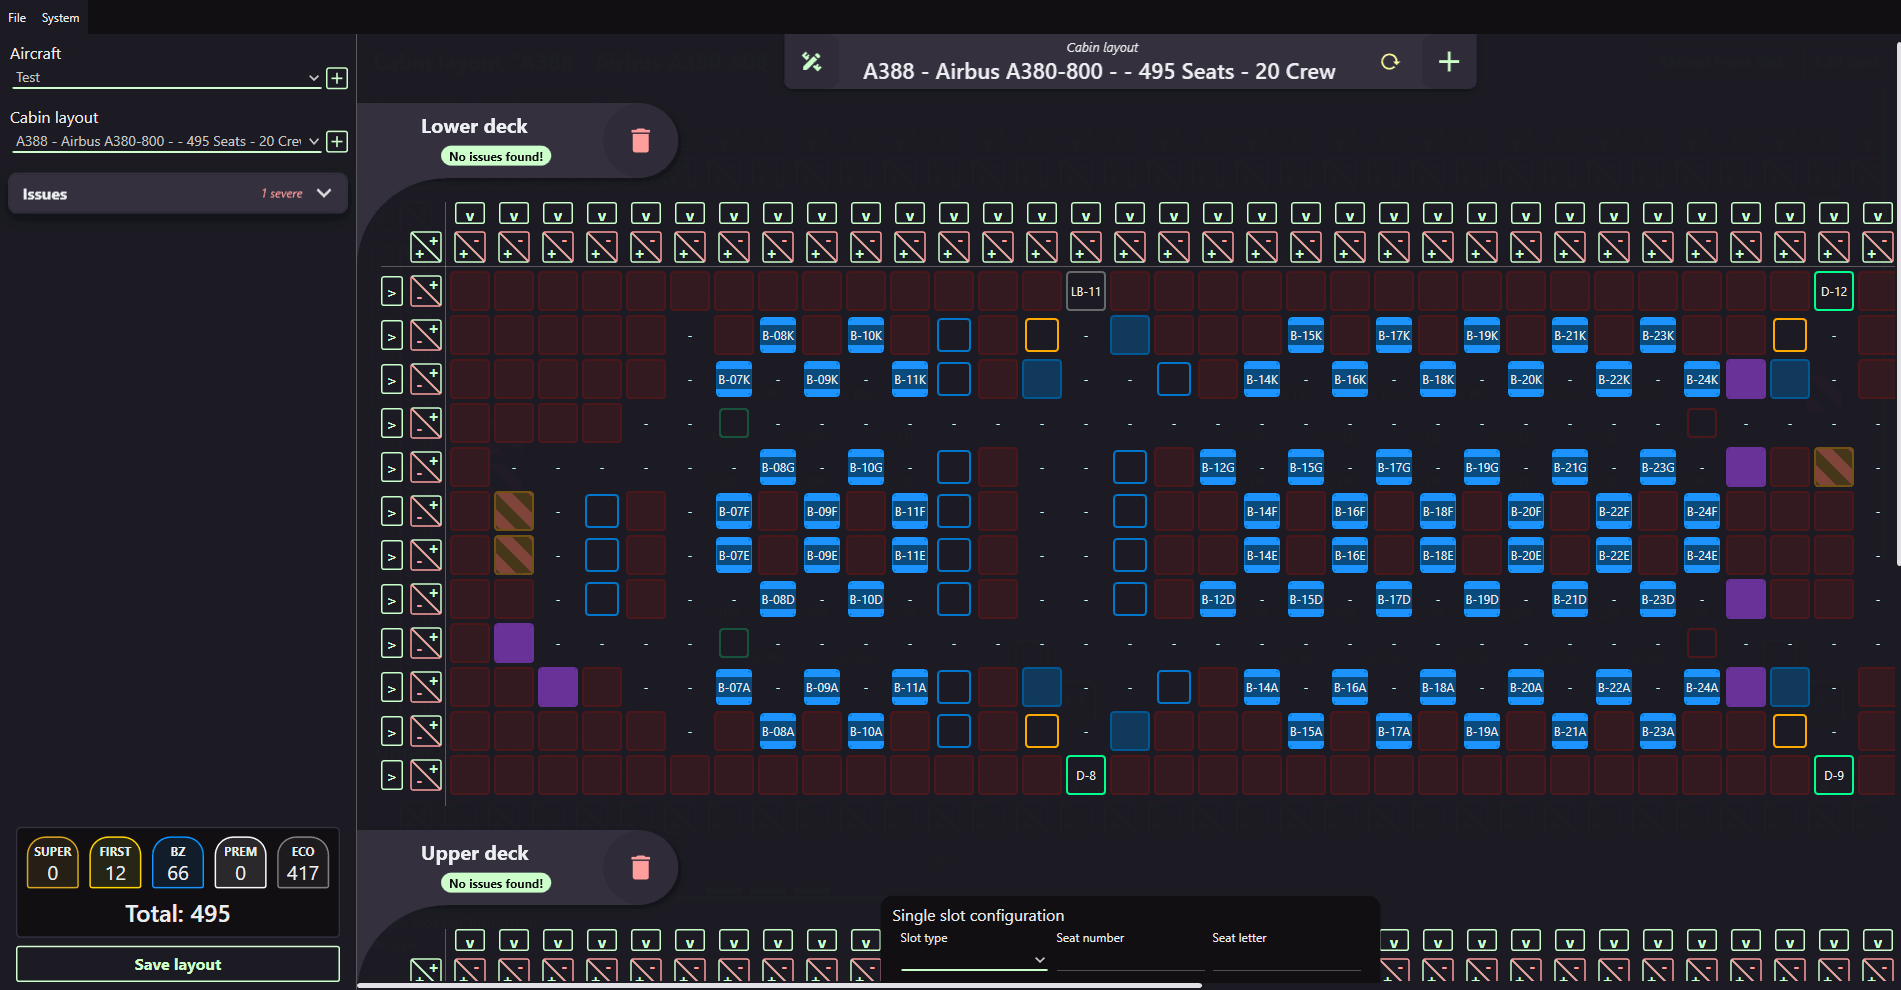 File System
Aircraft
Test
Cabin layout
A388 - Airbus A380-800 - - 495 Seats - 20 Cre
Issues 1 severe
Cabin layout
A388 - Airbus A380-800 - - 495 Seats - 20 Crew
Lower deck
No issues found!
LB-11 D-12
B-08K B-10K B-15K B-17K B-19K B-21K B-23K
B-07K B-09K B-11K B-14K B-16K B-18K B-20K B-22K B-24K
B-08G B-10G B-12G B-15G B-17G B-19G B-21G B-23G
B-07F B-09F B-11F B-14F B-16F B-18F B-20F B-22F B-24F
B-07E B-09E B-11E B-14E B-16E B-18E B-20E B-22E B-24E
B-08D B-10D B-12D B-15D B-17D B-19D B-21D B-23D
B-07A B-09A B-11A B-14A B-16A B-18A B-20A B-22A B-24A
B-08A B-10A B-15A B-17A B-19A B-21A B-23A
D-8 D-9
Upper deck
No issues found!
SUPER FIRST BZ PREM ECO
0 12 66 0 417
Total: 495
Save layout
Single slot configuration
Slot type Seat number Seat letter